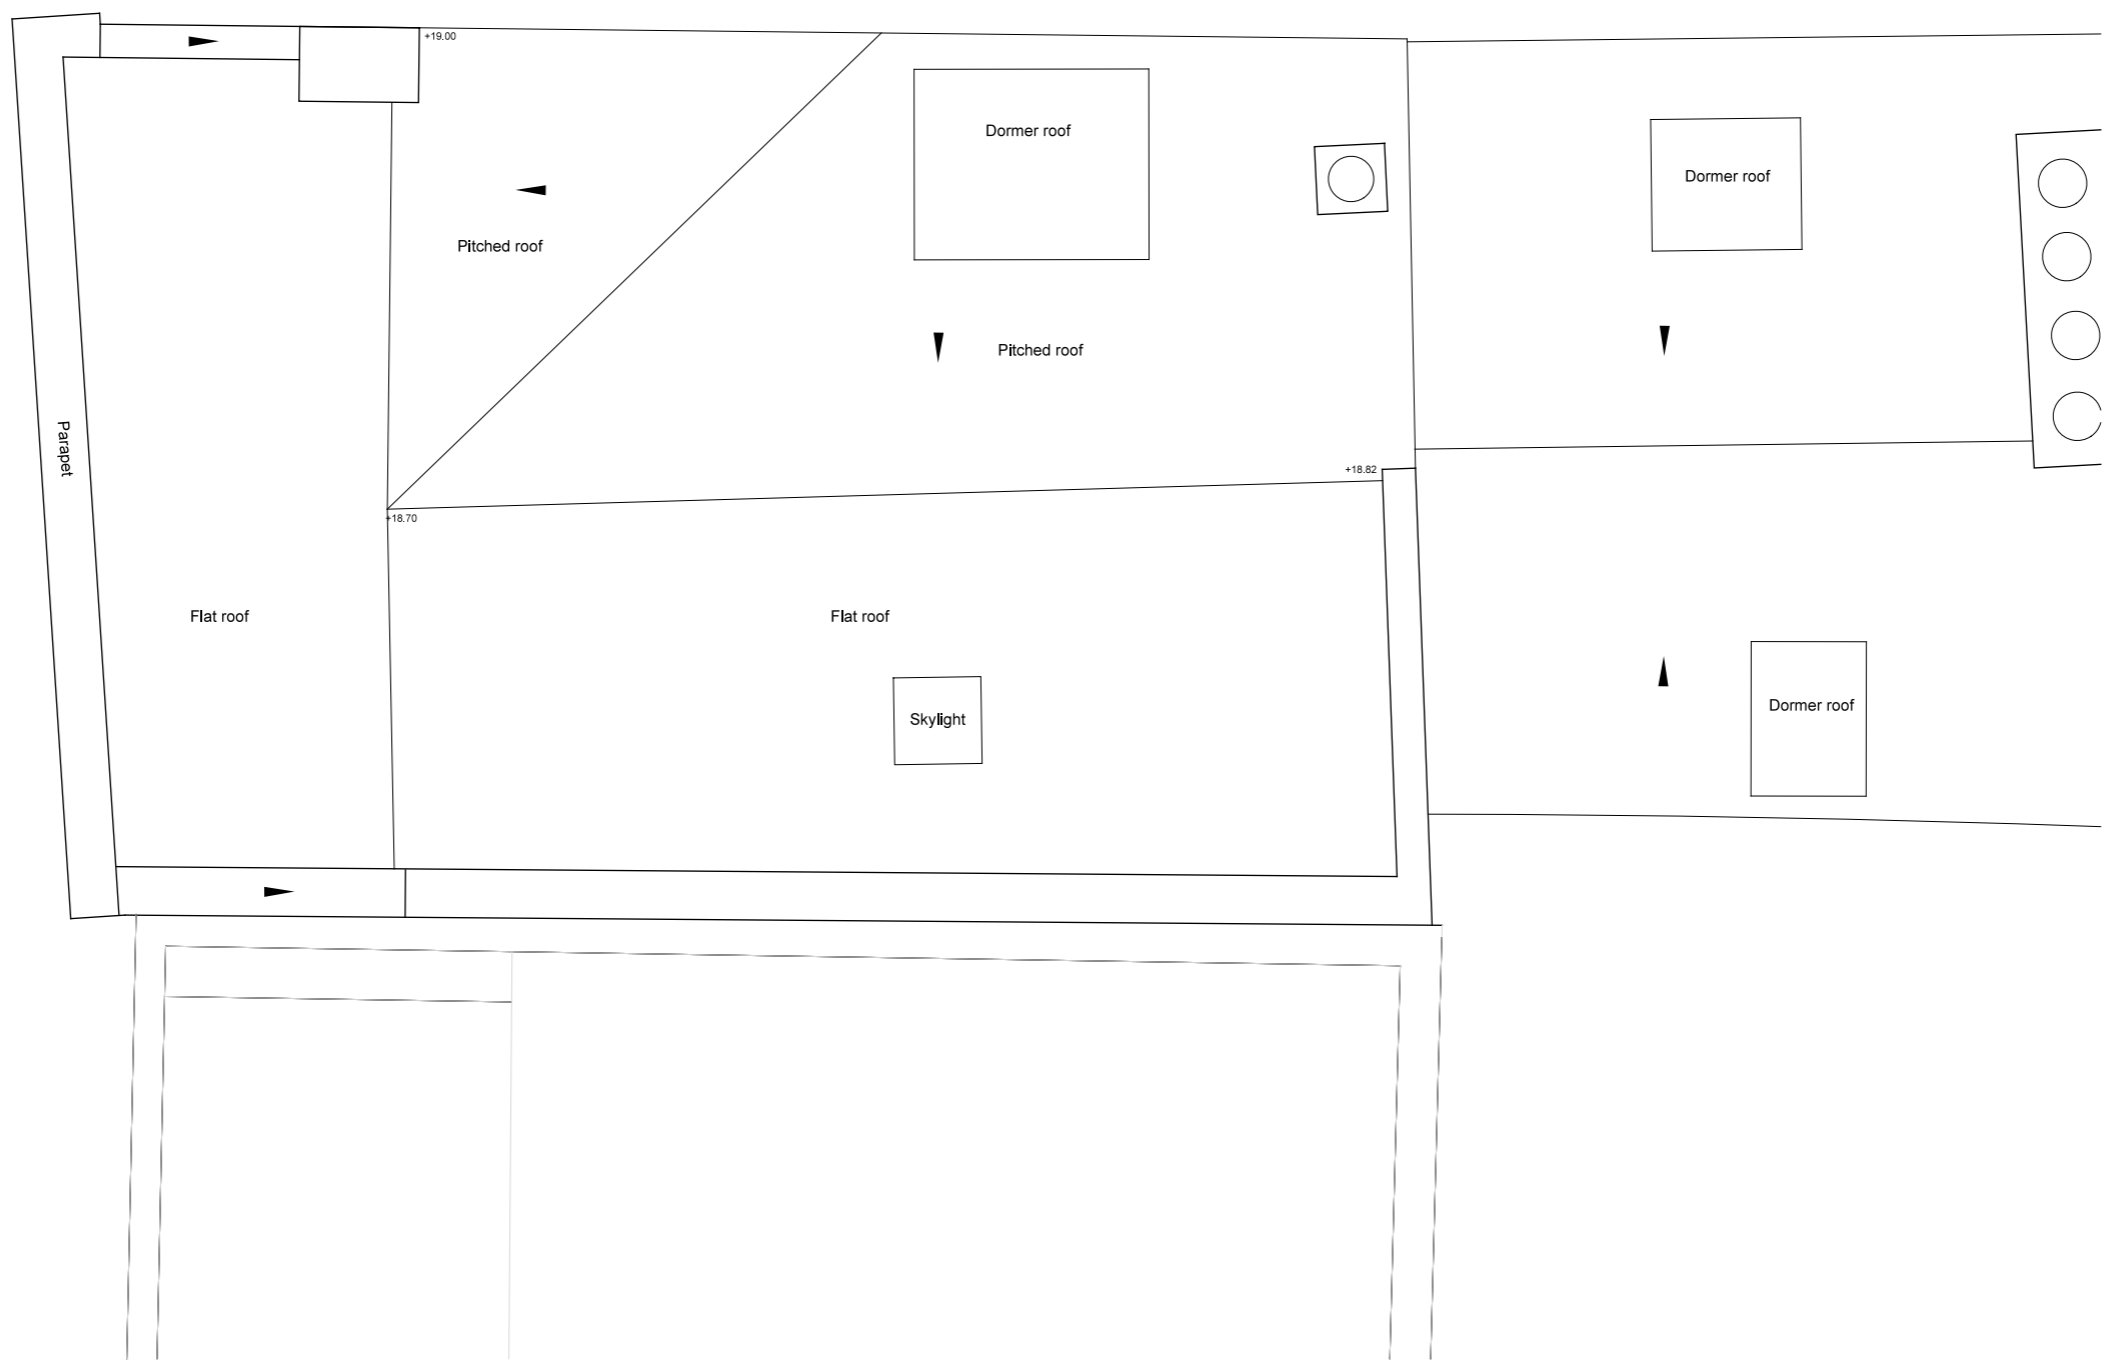 +19.00
Dormer roof
Dormer roof
Pitched roof
Pitched roof
Parapet
+18.82
+18.70
Flat roof
Flat roof
Skylight
Dormer roof